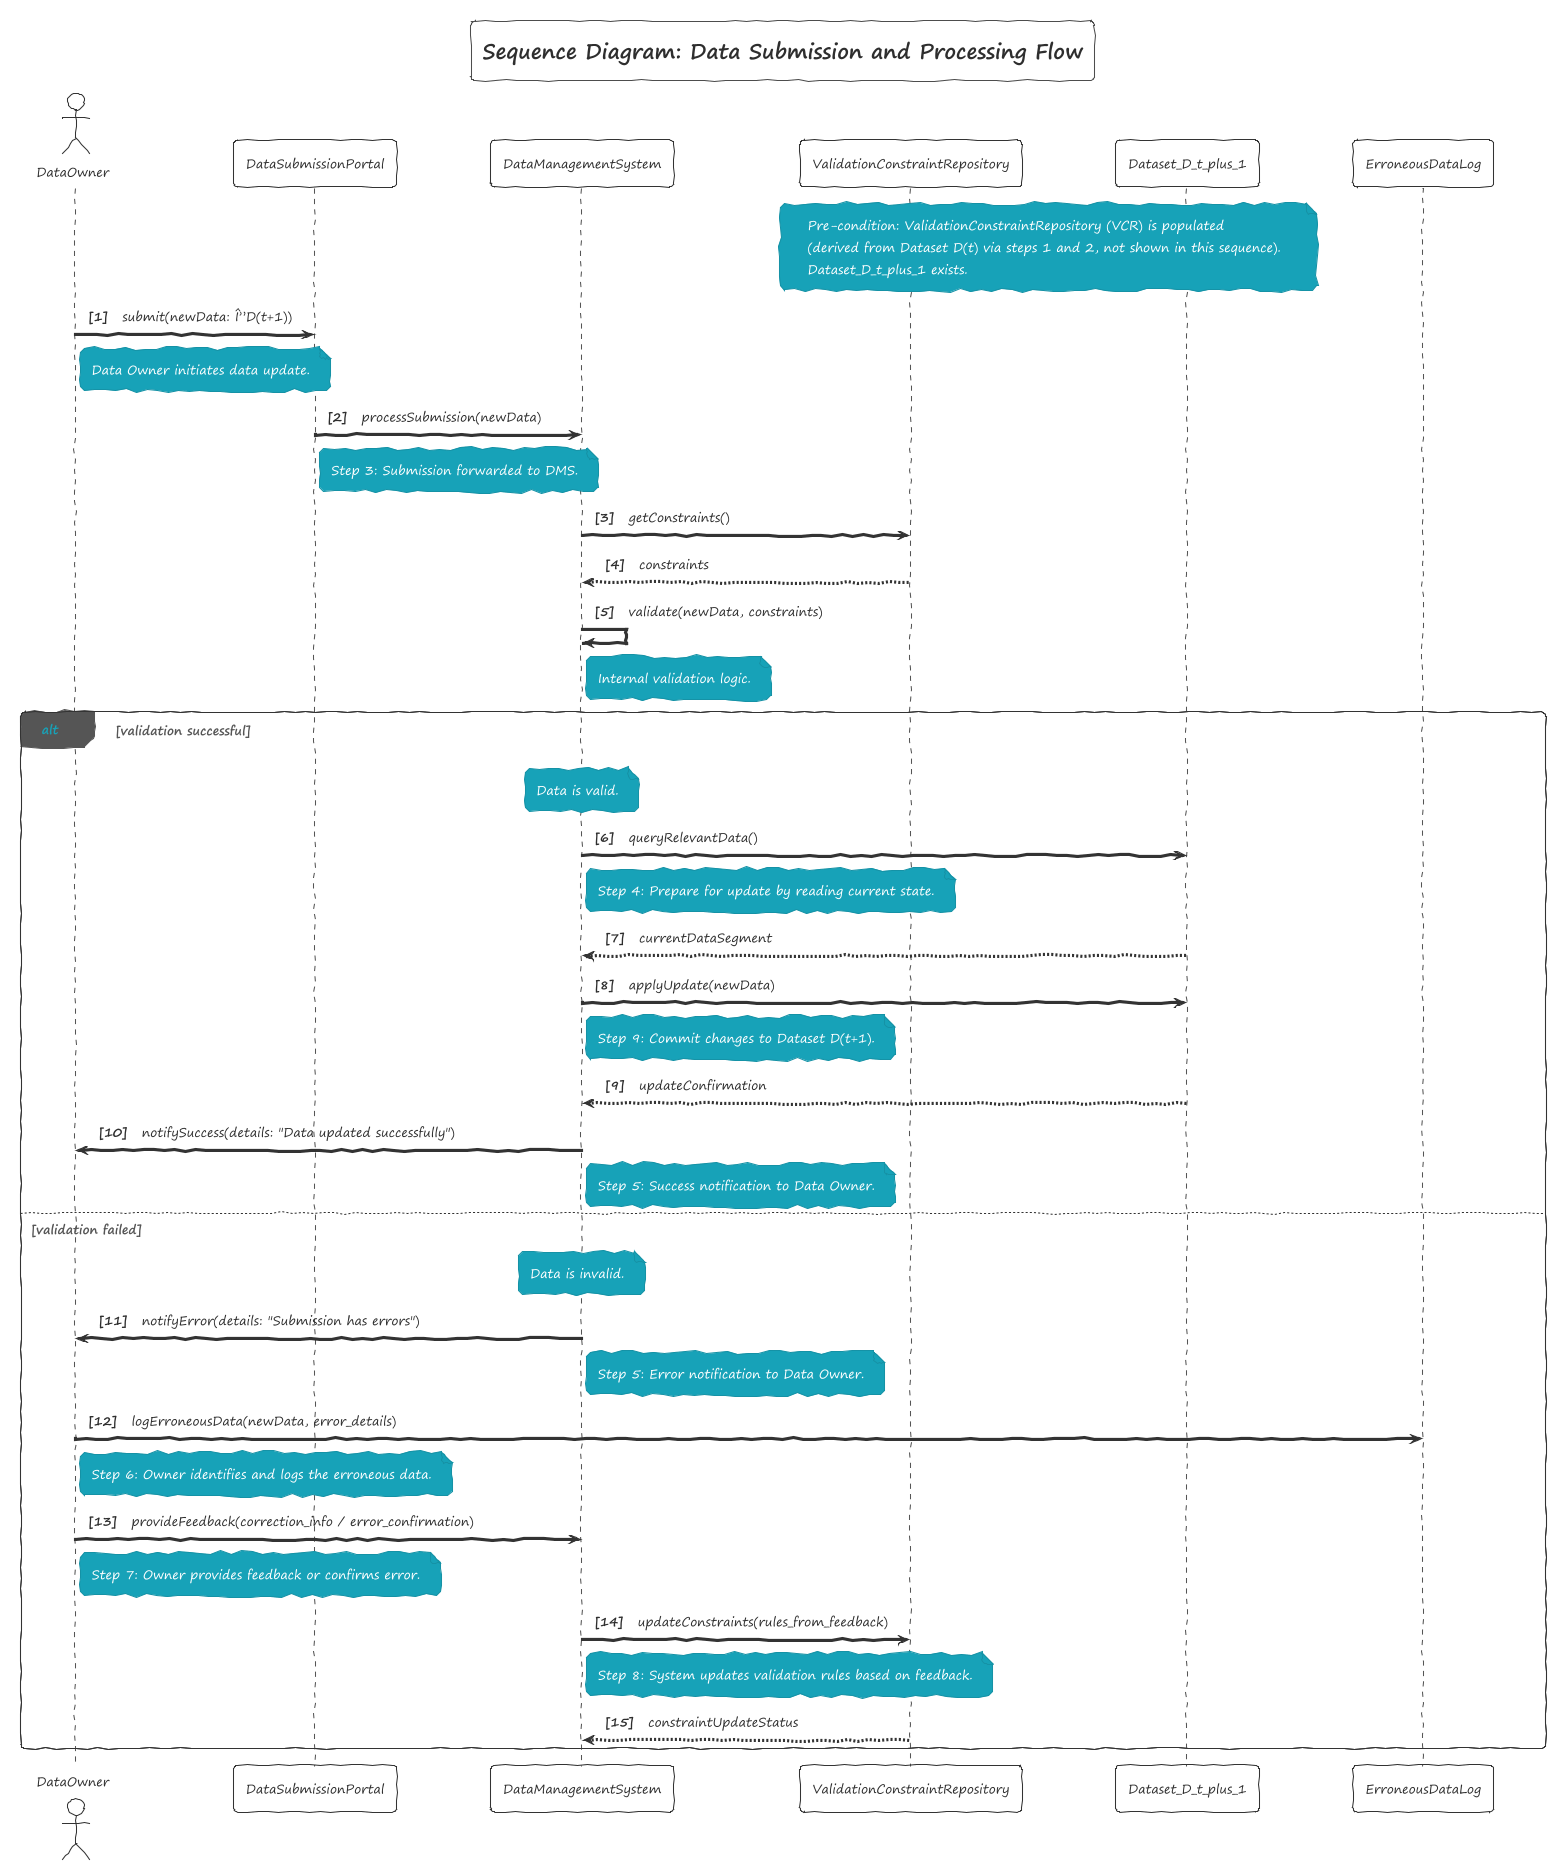 Sequence Diagram: Data Submission and Processing Flow
DataOwner
DataSubmissionPortal
DataManagementSystem
ValidationConstraintRepository
Dataset_D_t_plus_1
ErroneousDataLog
Pre-condition: ValidationConstraintRepository (VCR) is populated
(derived from Dataset D(t) via steps 1 and 2, not shown in this sequence).
Dataset_D_t_plus_1 exists.
[1] submit(newData: Î”D(t+1))
Data Owner initiates data update.
[2] processSubmission(newData)
Step 3: Submission forwarded to DMS.
[3] getConstraints()
[4] constraints
[5] validate(newData, constraints)
Internal validation logic.
alt [validation successful]
Data is valid.
[6] queryRelevantData()
Step 4: Prepare for update by reading current state.
[7] currentDataSegment
[8] applyUpdate(newData)
Step 9: Commit changes to Dataset D(t+1).
[9] updateConfirmation
[10] notifySuccess(details: "Data updated successfully")
Step 5: Success notification to Data Owner.
[validation failed]
Data is invalid.
[11] notifyError(details: "Submission has errors")
Step 5: Error notification to Data Owner.
[12] logErroneousData(newData, error_details)
Step 6: Owner identifies and logs the erroneous data.
[13] provideFeedback(correction_info / error_confirmation)
Step 7: Owner provides feedback or confirms error.
[14] updateConstraints(rules_from_feedback)
Step 8: System updates validation rules based on feedback.
[15] constraintUpdateStatus
DataOwner
DataSubmissionPortal
DataManagementSystem
ValidationConstraintRepository
Dataset_D_t_plus_1
ErroneousDataLog